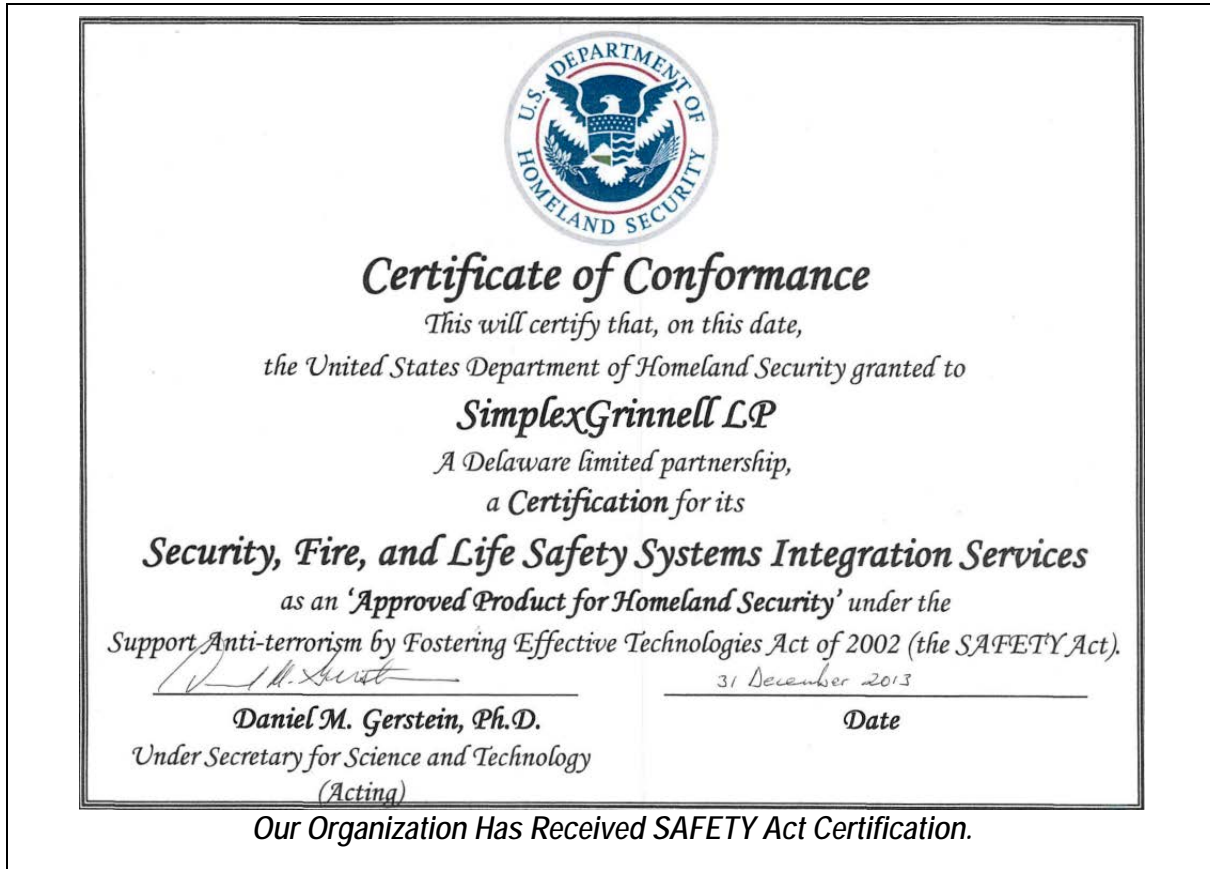 U.S. DEPARTMENT OF
HOMELAND SECURITY
Certificate of Conformance
This will certify that, on this date,
the United States Department of Homeland Security granted to
SimplexGrinnell LP
A Delaware limited partnership,
a Certification for its
Security, Fire, and Life Safety Systems Integration Services
as an 'Approved Product for Homeland Security' under the
Support Anti-terrorism by Fostering Effective Technologies Act of 2002 (the SAFETY Act).
31 December 2013
Daniel M. Gerstein, Ph.D.
Date
Under Secretary for Science and Technology
(Acting)
Our Organization Has Received SAFETY Act Certification.